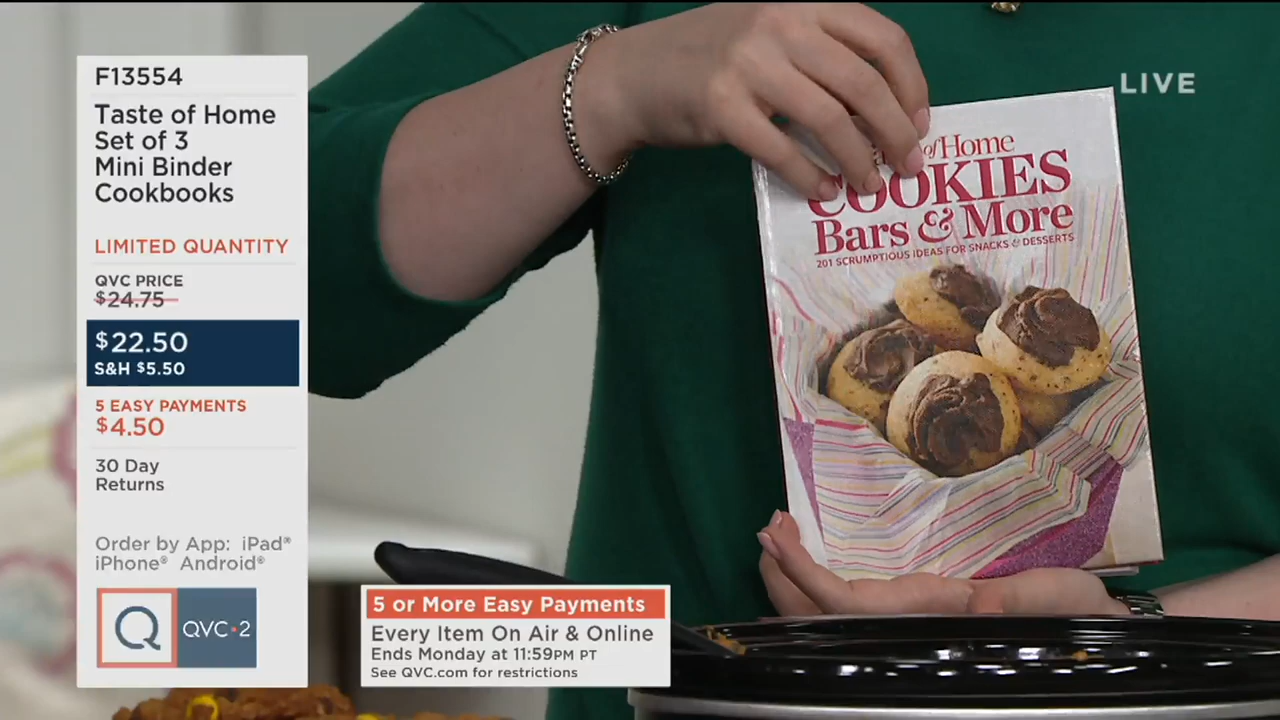 F13554
Taste of Home
Set of 3
Mini Binder
Cookbooks
LIMITED QUANTITY
QVC PRICE
$24.75
$22.50
S&H $5.50
5 EASY PAYMENTS
$4.50
30 Day
Returns
Order by App: iPad®
iPhone® Android®
Q QVC•2
LIVE
of Home
COOKIES
Bars & More
201 SCRUMPTIOUS IDEAS FOR SNACKS & DESSERTS
5 or More Easy Payments
Every Item On Air & Online
Ends Monday at 11:59PM PT
See QVC.com for restrictions